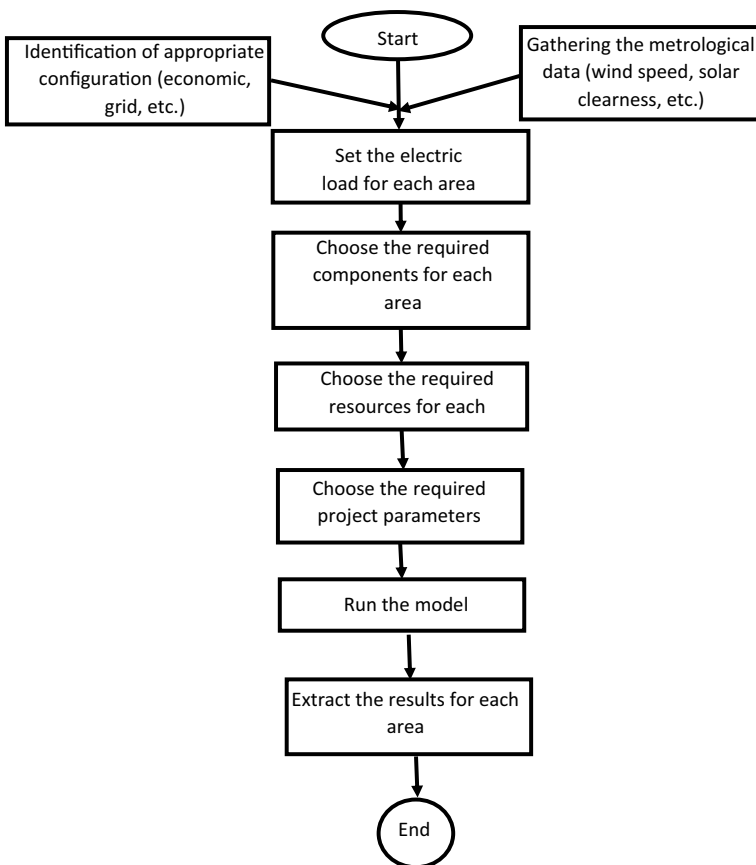 Start
Identification of appropriate
configuration (economic,
grid, etc.)
Gathering the metrological
data (wind speed, solar
clearness, etc.)
Set the electric
load for each area
Choose the required
components for each
area
Choose the required
resources for each
Choose the required
project parameters
Run the model
Extract the results for each
area
End